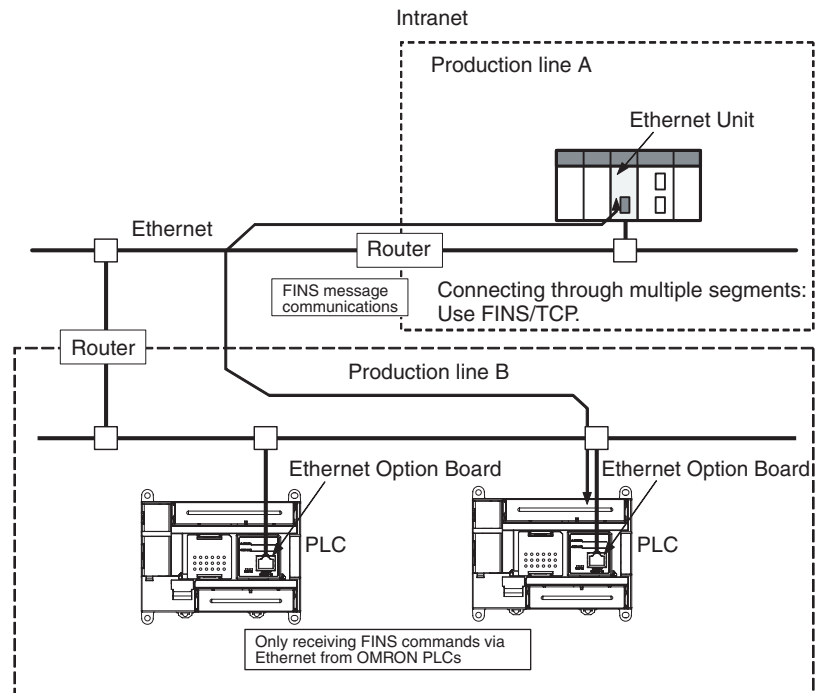 Intranet
Production line A
Ethernet Unit
Ethernet
Router
FINS message
communications
Connecting through multiple segments:
Use FINS/TCP.
Router
Production line B
Ethernet Option Board
Ethernet Option Board
PLC
PLC
Only receiving FINS commands via
Ethernet from OMRON PLCs